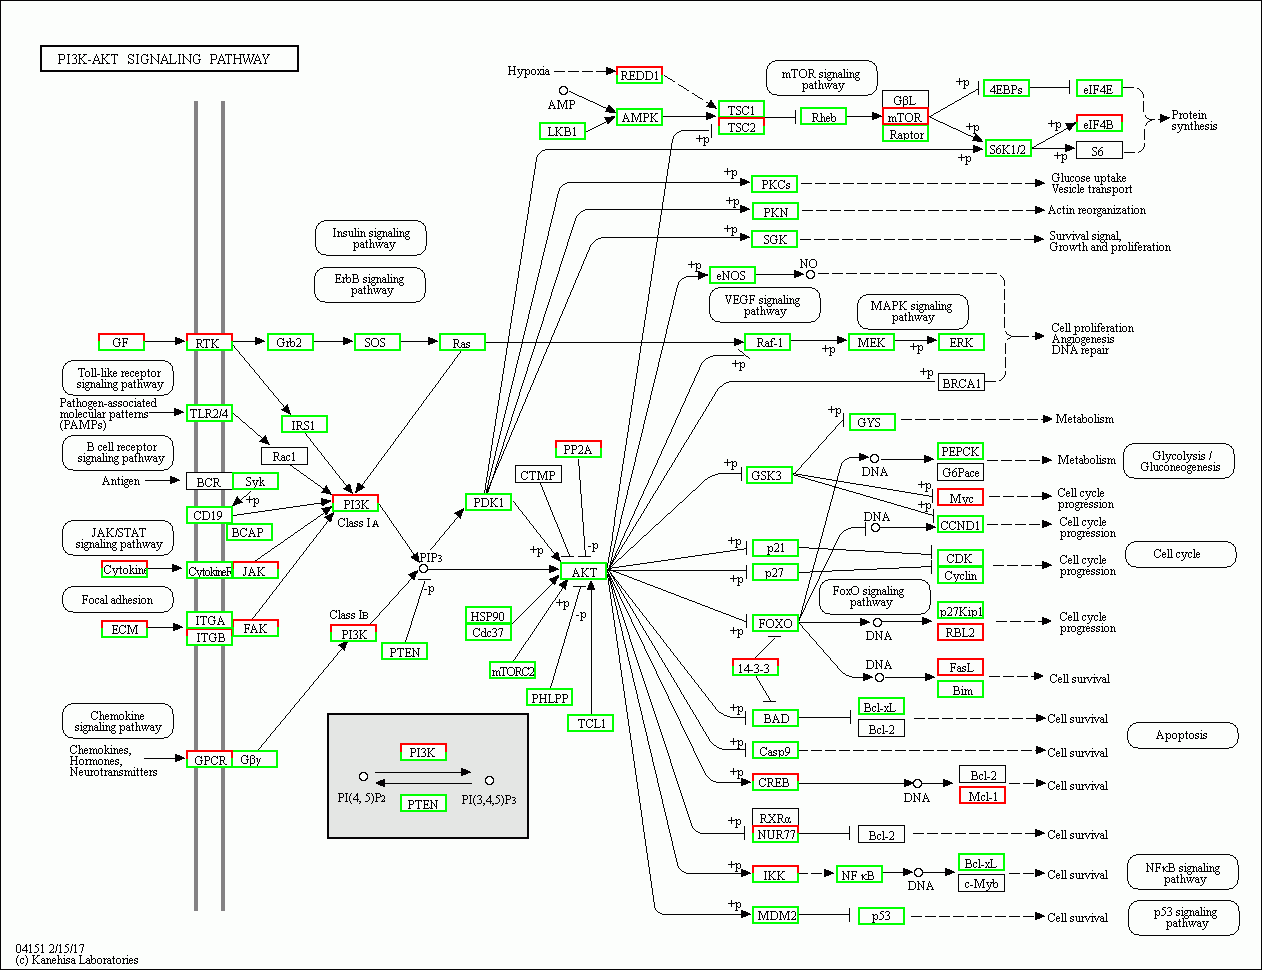 PI3K-AKT SIGNALING PATHWAY
Hypoxia
REDD1
mTOR signaling
pathway
AMP
LKB1
AMPK
TSC1
TSC2
+p
Rheb
GβL
mTOR
Raptor
+p
4EBPs
eIF4E
+p
+p
S6K1/2
+p
eIF4B
+p
S6
Protein
synthesis
+p
PKCs
Glucose uptake
Vesicle transport
+p
PKN
Actin reorganization
+p
SGK
Survival signal,
Growth and proliferation
Insulin signaling
pathway
ErbB signaling
pathway
+p
eNOS
NO
VEGF signaling
pathway
MAPK signaling
pathway
GF
RTK
Grb2
SOS
Ras
Raf-1
+p
+p
MEK
+p
ERK
+p
BRCA1
Cell proliferation
Angiogenesis
DNA repair
Toll-like receptor
signaling pathway
Pathogen-associated
molecular patterns
(PAMPs)
TLR2/4
IRS1
B cell receptor
signaling pathway
Rac1
Antigen
BCR
Syk
+p
CD19
BCAP
PI3K
Class IA
JAK/STAT
signaling pathway
Cytokine
CytokineR
JAK
Focal adhesion
ECM
ITGA
ITGB
FAK
Class IB
PI3K
PIP3
-p
PTEN
PDK1
CTMP
PP2A
+p
-p
AKT
+p
-p
HSP90
Cdc37
mTORC2
PHLPP
TCL1
+p
GYS
Metabolism
GSK3
+p
+p
+p
DNA
PEPCK
G6Pace
Metabolism
Glycolysis /
Gluconeogenesis
Myc
Cell cycle
progression
DNA
CCND1
Cell cycle
progression
+p
p21
+p
p27
CDK
Cyclin
Cell cycle
progression
Cell cycle
FoxO signaling
pathway
FOXO
+p
DNA
p27Kip1
RBL2
Cell cycle
progression
14-3-3
DNA
FasL
Bim
Cell survival
+p
BAD
Bcl-xL
Bcl-2
Cell survival
Apoptosis
+p
Casp9
Cell survival
+p
CREB
DNA
Bcl-2
Mcl-1
Cell survival
+p
RXRα
NUR77
Bcl-2
Cell survival
+p
IKK
NFκB
DNA
Bcl-xL
c-Myb
Cell survival
NFκB signaling
pathway
+p
MDM2
p53
Cell survival
p53 signaling
pathway
Chemokine
signaling pathway
Chemokines,
Hormones,
Neurotransmitters
GPCR
Gβγ
PI3K
PI(4, 5)P2
PI(3,4,5)P3
PTEN
04151 2/15/17
(c) Kanehisa Laboratories